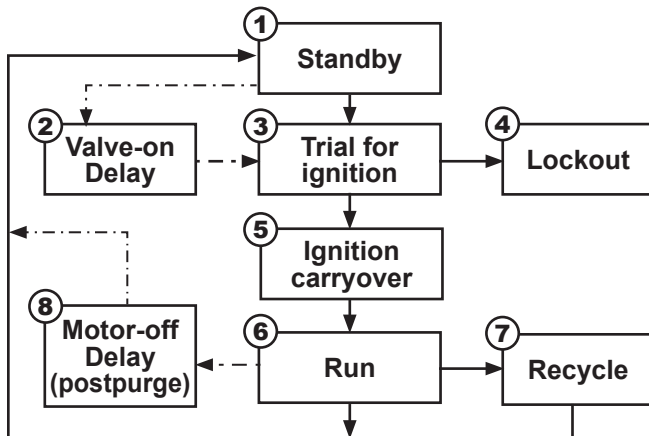 1
Standby
2
Valve-on
Delay
3
Trial for
ignition
4
Lockout
5
Ignition
carryover
8
Motor-off
Delay
(postpurge)
6
Run
7
Recycle